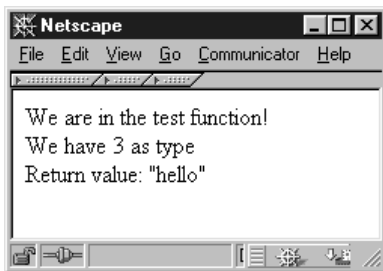 Netscape
File Edit View Go Communicator Help
We are in the test function!
We have 3 as type
Return value: "hello"